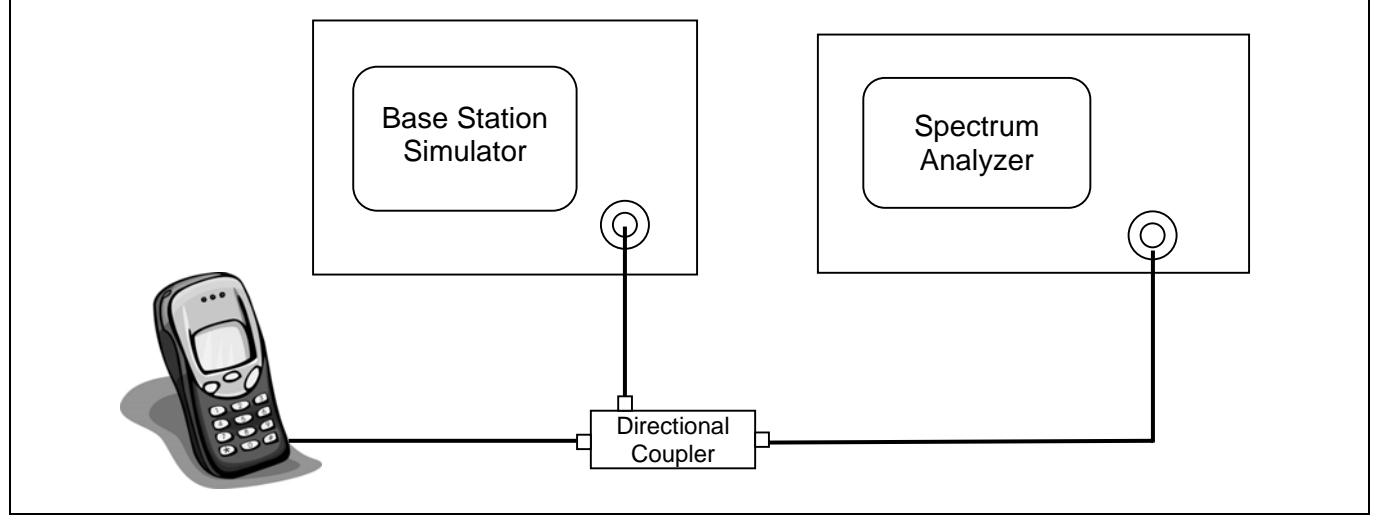 Base Station
Simulator
Spectrum
Analyzer
Directional
Coupler